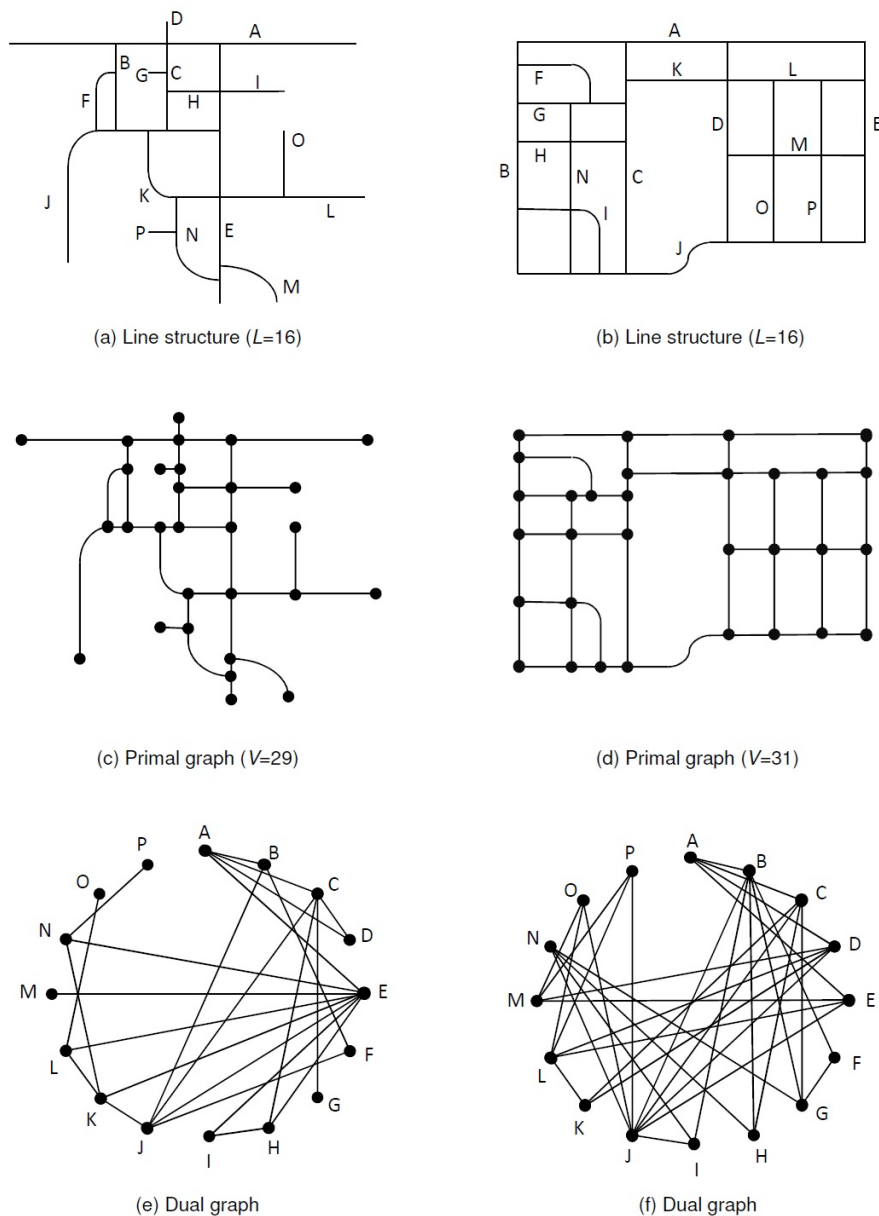 D
A
B
G C
I
F
H
O
J
K
L
P N E
M
(a) Line structure (L=16)
A
F
K L
G
D E
H
M
B
N C
I
O P
J
(b) Line structure (L=16)
(c) Primal graph (V=29)
(d) Primal graph (V=31)
P A
B
O
C
N
D
M
E
L
F
K
G
J
I
H
(e) Dual graph
P A
B
O
C
N
D
M
E
L
F
K
G
J
I
H
(f) Dual graph